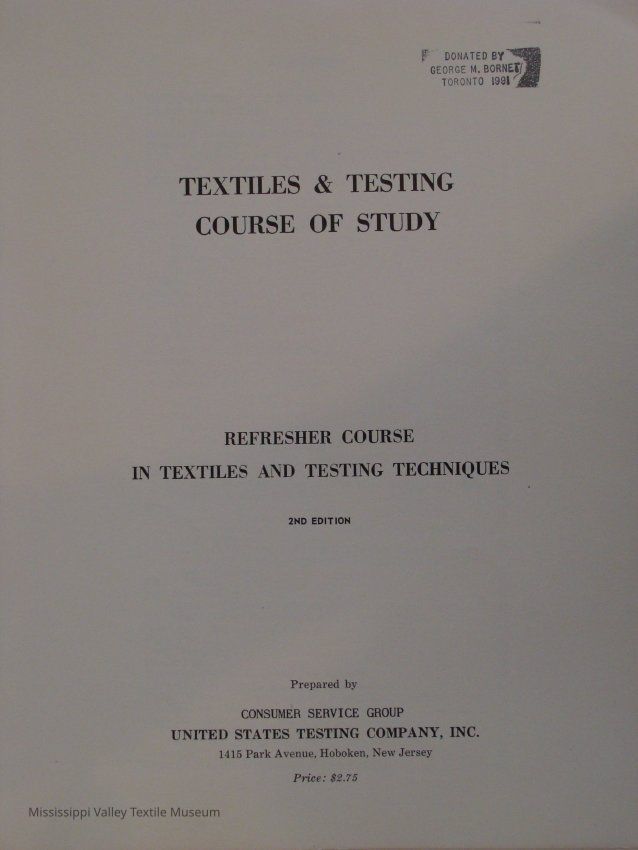 DONATED BY
GEORGE M. BORNET
TORONTO 1981
TEXTILES & TESTING
COURSE OF STUDY
REFRESHER COURSE
IN TEXTILES AND TESTING TECHNIQUES
2ND EDITION
Prepared by
CONSUMER SERVICE GROUP
UNITED STATES TESTING COMPANY, INC.
1415 Park Avenue, Hoboken, New Jersey
Price: $2.75
Mississippi Valley Textile Museum